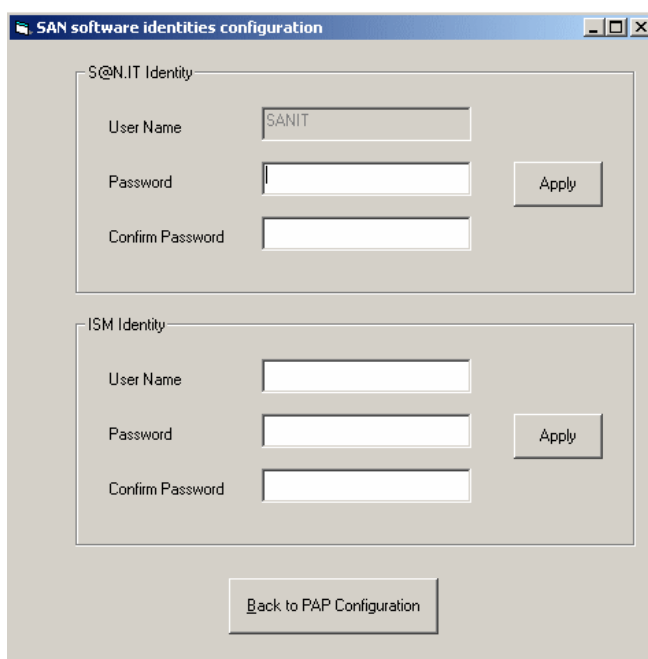 SAN software identities configuration
S@N.IT Identity
User Name SANIT
Password Apply
Confirm Password
ISM Identity
User Name
Password Apply
Confirm Password
Back to PAP Configuration